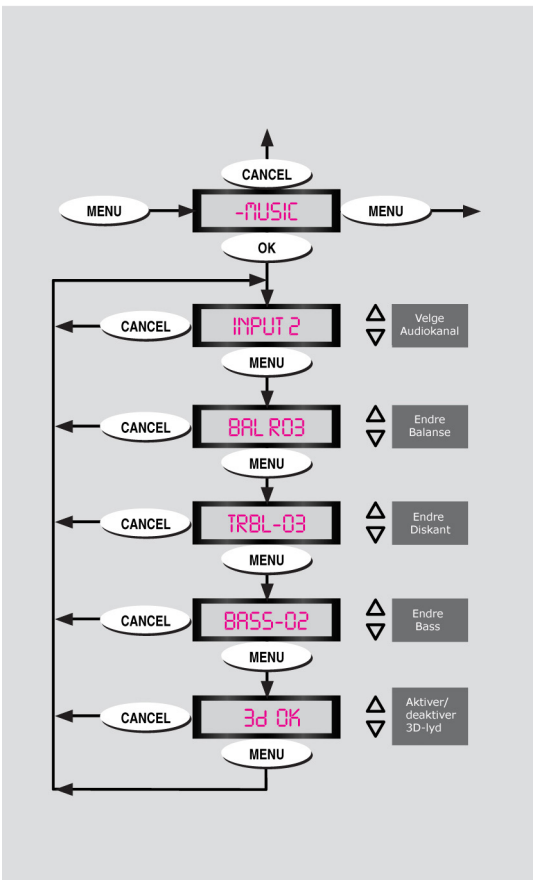 CANCEL
MENU
-MUSIC
MENU
OK
CANCEL
INPUT 2
Velge
Audiokanal
MENU
CANCEL
BAL R03
Endre
Balanse
MENU
CANCEL
TRBL-03
Endre
Diskant
MENU
CANCEL
BASS-02
Endre
Bass
MENU
CANCEL
3d OK
Aktiver/
deaktiver
3D-lyd
MENU